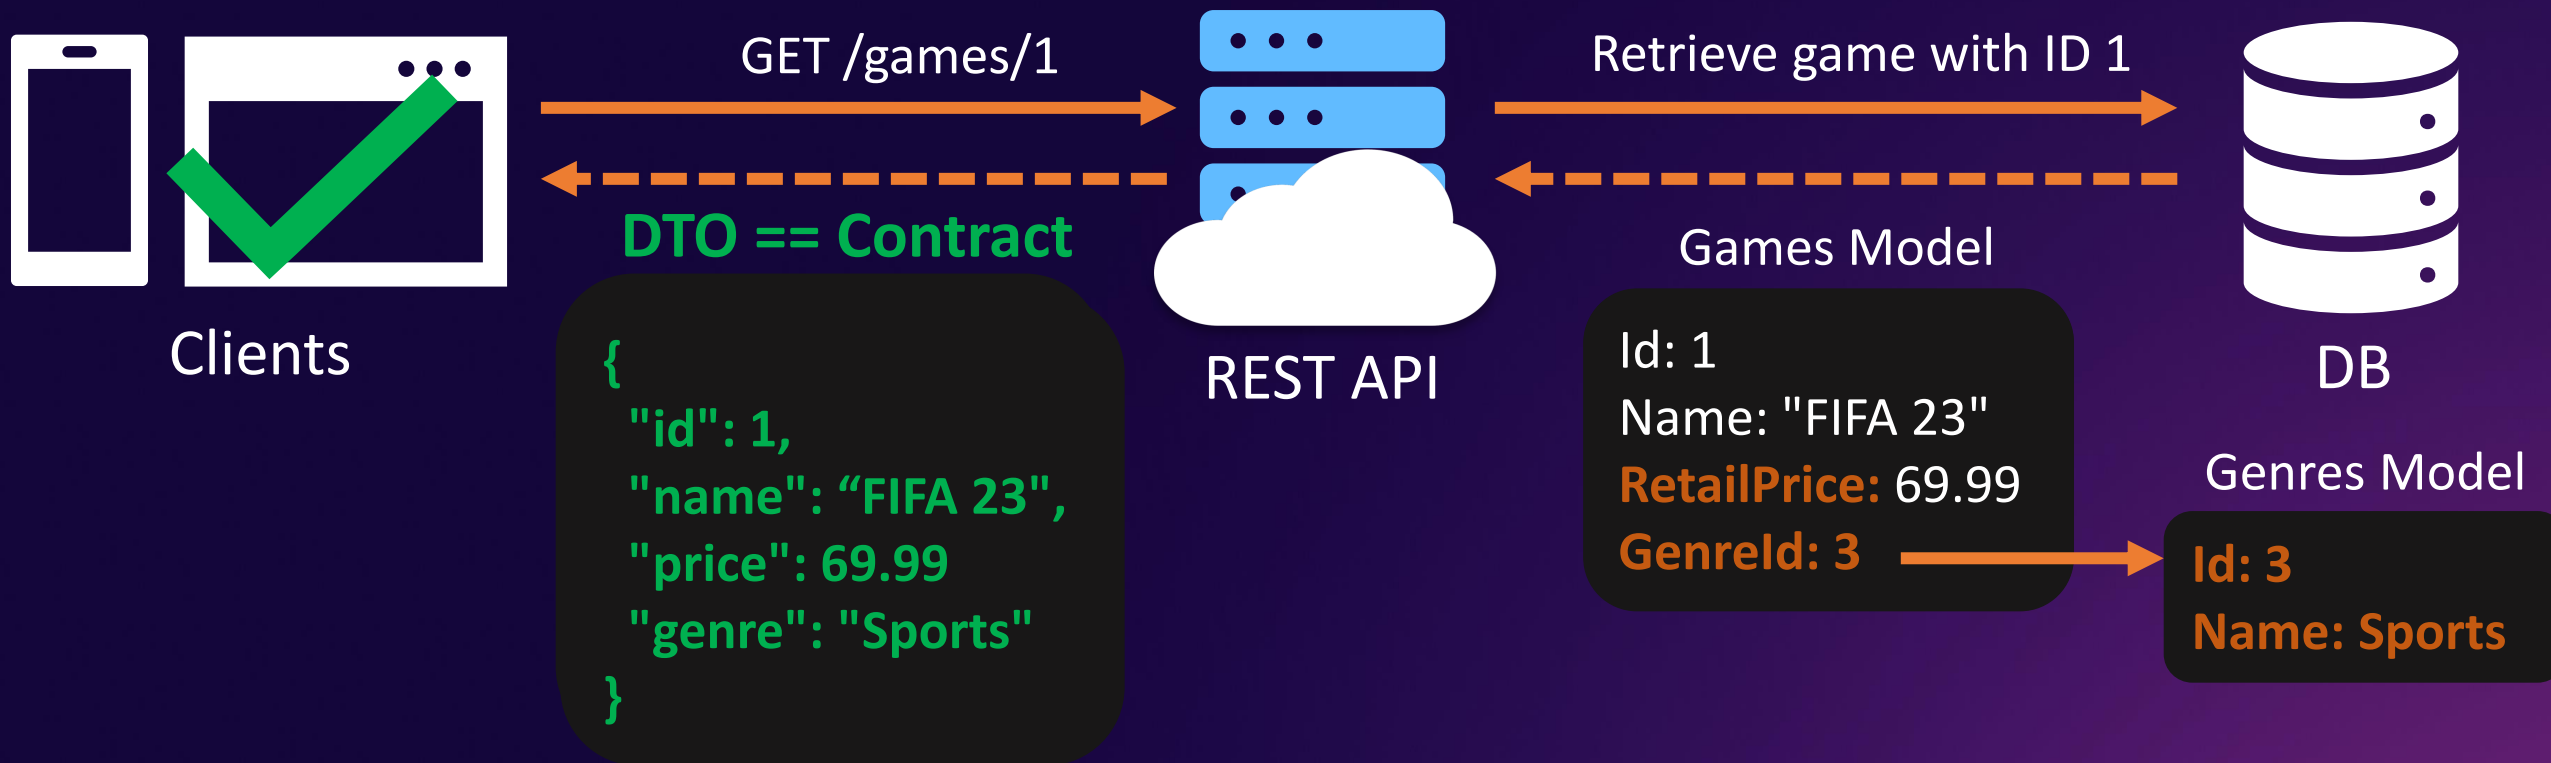 GET /games/1
Retrieve game with ID 1
DTO == Contract
Games Model
Clients
REST API
DB
{
"id": 1,
"name": “FIFA 23",
"price": 69.99
"genre": "Sports"
}
Id: 1
Name: "FIFA 23"
RetailPrice: 69.99
GenreId: 3
Genres Model
Id: 3
Name: Sports